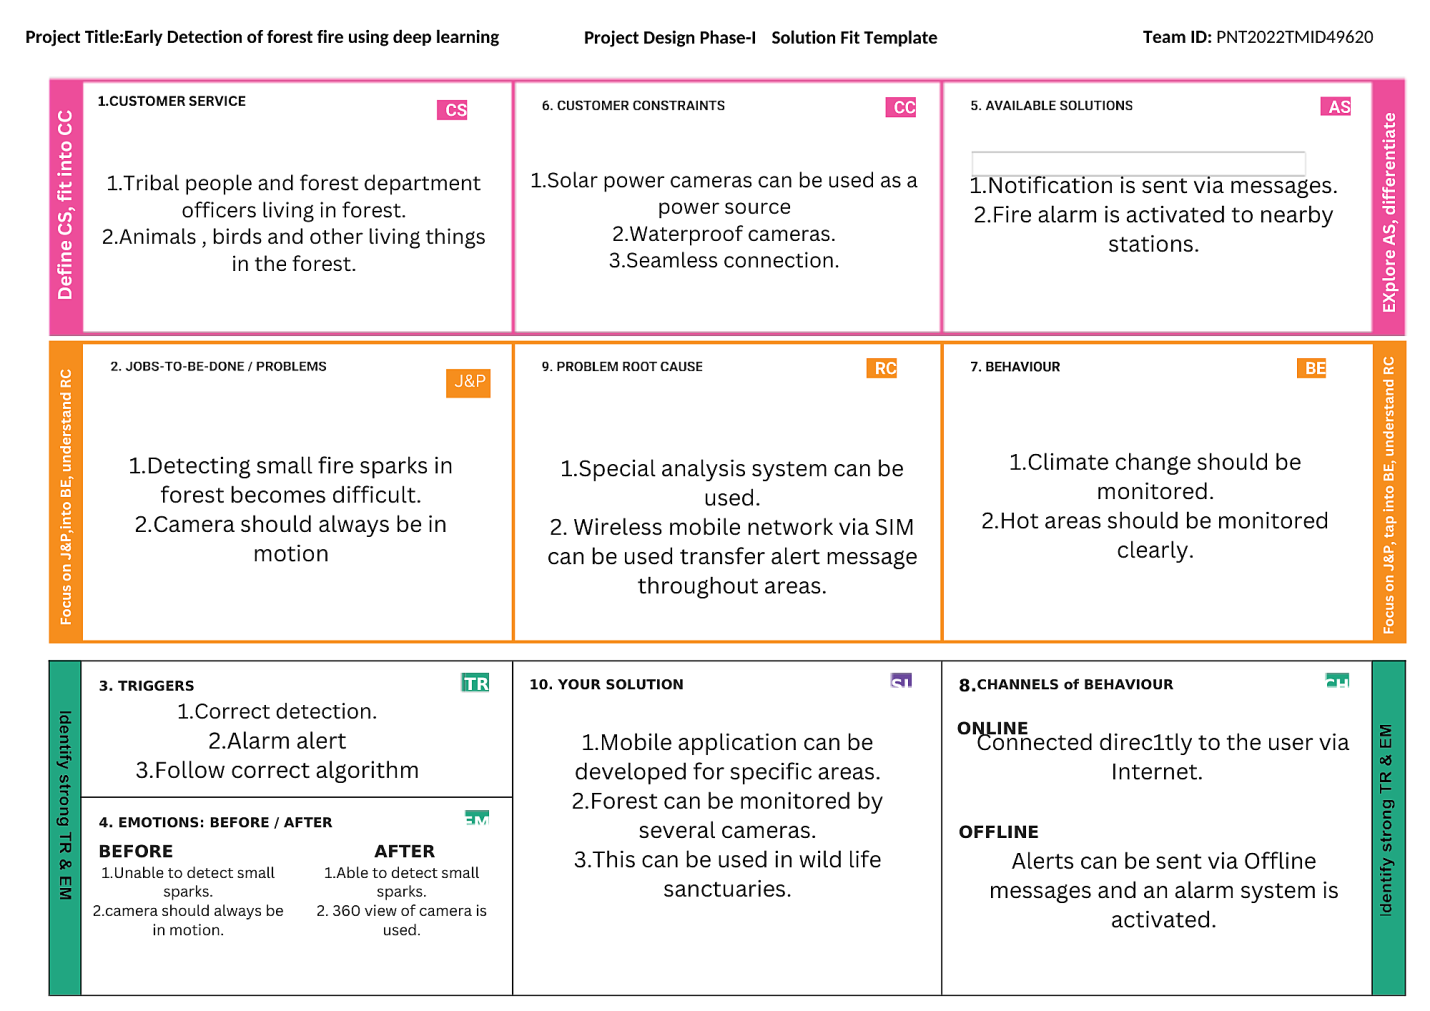 Project Title:Early Detection of forest fire using deep learning
Project Design Phase-I Solution Fit Template
Team ID: PNT2022TMID49620
Define CS, fit into CC
1.CUSTOMER SERVICE
CS
1.Tribal people and forest department
officers living in forest.
2.Animals , birds and other living things
in the forest.
6. CUSTOMER CONSTRAINTS
CC
1.Solar power cameras can be used as a
power source
2.Waterproof cameras.
3.Seamless connection.
5. AVAILABLE SOLUTIONS
AS
1.Notification is sent via messages.
2.Fire alarm is activated to nearby
stations.
EXplore AS, differentiate
Focus on J&P,into BE, understand RC
2. JOBS-TO-BE-DONE / PROBLEMS
J&P
1.Detecting small fire sparks in
forest becomes difficult.
2.Camera should always be in
motion
9. PROBLEM ROOT CAUSE
RC
1.Special analysis system can be
used.
2. Wireless mobile network via SIM
can be used transfer alert message
throughout areas.
7. BEHAVIOUR
BE
1.Climate change should be
monitored.
2.Hot areas should be monitored
clearly.
Focus on J&P, tap into BE, understand RC
Identify strong TR & EM
3. TRIGGERS
TR
1.Correct detection.
2.Alarm alert
3.Follow correct algorithm
4. EMOTIONS: BEFORE / AFTER
EM
BEFORE
1.Unable to detect small
sparks.
2.camera should always be
in motion.
AFTER
1.Able to detect small
sparks.
2. 360 view of camera is
used.
10. YOUR SOLUTION
SL
1.Mobile application can be
developed for specific areas.
2.Forest can be monitored by
several cameras.
3.This can be used in wild life
sanctuaries.
8.CHANNELS of BEHAVIOUR
CH
ONLINE
Connected direc1tly to the user via
Internet.
OFFLINE
Alerts can be sent via Offline
messages and an alarm system is
activated.
Identify strong TR & EM